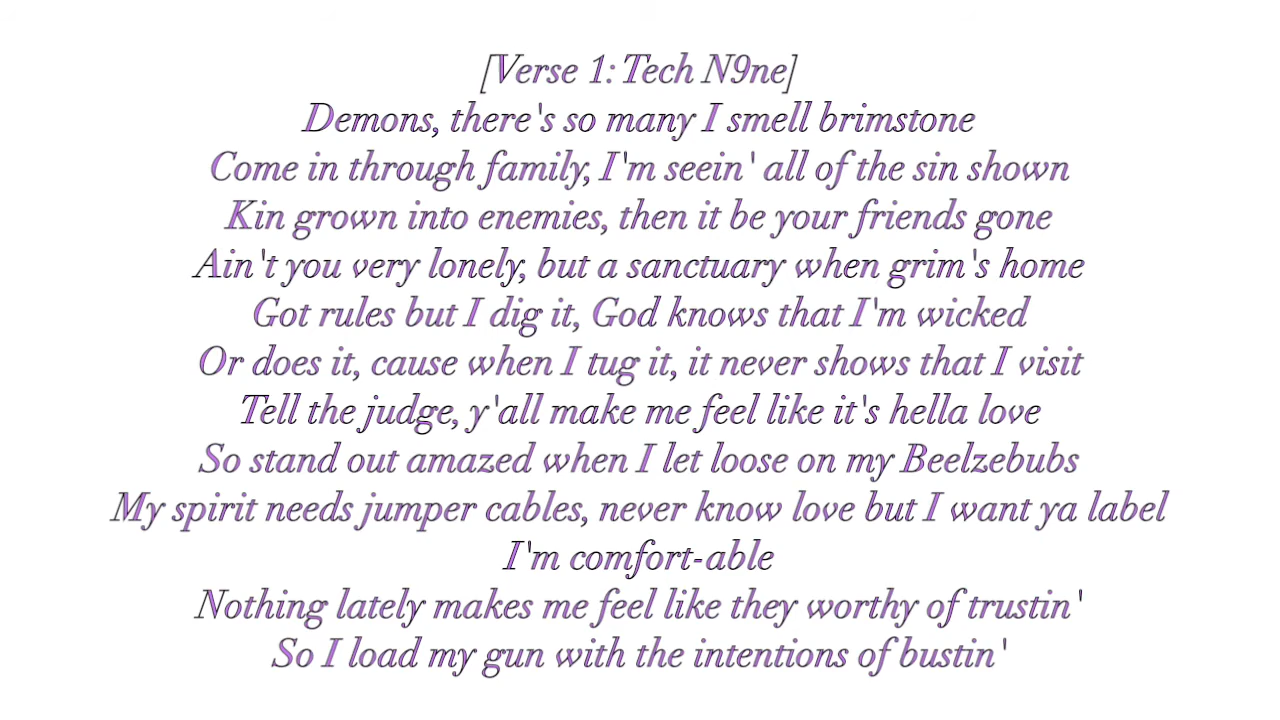 [Verse 1: Tech N9ne]
Demons, there's so many I smell brimstone
Come in through family, I'm seein' all of the sin shown
Kin grown into enemies, then it be your friends gone
Ain't you very lonely, but a sanctuary when grim's home
Got rules but I dig it, God knows that I'm wicked
Or does it, cause when I tug it, it never shows that I visit
Tell the judge, y'all make me feel like it's hella love
So stand out amazed when I let loose on my Beelzebubs
My spirit needs jumper cables, never know love but I want ya label
I'm comfort-able
Nothing lately makes me feel like they worthy of trustin'
So I load my gun with the intentions of bustin'